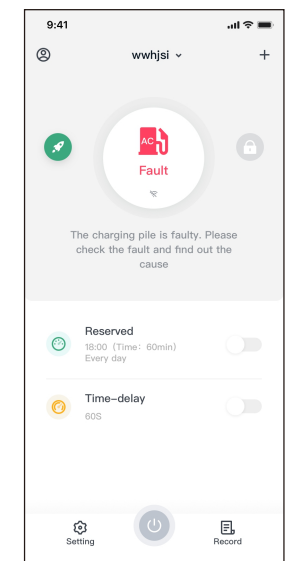 9:41
wwhjsi
AC
Fault
The charging pile is faulty. Please
check the fault and find out the
cause
Reserved
18:00（Time：60min）
Every day
Time-delay
60S
Setting
Record